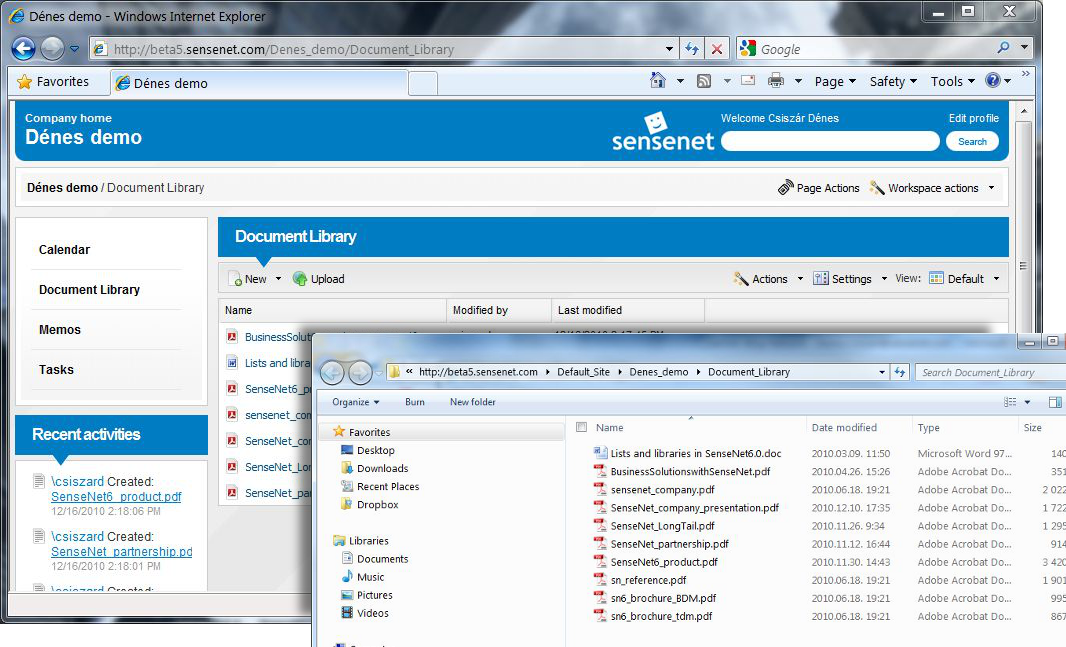 Dénes demo - Windows Internet Explorer
http://beta5.sensenet.com/Denes_demo/Document_Library
Google
Favorites
Dénes demo
Page
Safety
Tools
Company home
Dénes demo
sensenet
Welcome Csiszár Dénes
Edit profile
Search
Dénes demo / Document Library
Page Actions
Workspace actions
Calendar
Document Library
Memos
Tasks
Recent activities
\csiszard Created:
SenseNet6_product.pdf
12/16/2010 2:18:06 PM
\csiszard Created:
SenseNet_partnership.pd
12/16/2010 2:18:01 PM
\csiszard Created:
Document Library
New
Upload
Actions
Settings
View:
Default
Name
Modified by
Last modified
BusinessSolut
Lists and libra
SenseNet6_p
sensenet_co
SenseNet_co
SenseNet_Lo
SenseNet_pa
« http://beta5.sensenet.com
Default_Site
Denes_demo
Document_Library
Search Document_Library
Organize
Burn
New folder
Favorites
Desktop
Downloads
Recent Places
Dropbox
Libraries
Documents
Music
Pictures
Videos
Name Date modified Type Size
Lists and libraries in SenseNet6.0.doc 2010.03.09. 11:50 Microsoft Word 97... 140
BusinessSolutionswithSenseNet.pdf 2010.04.26. 15:26 Adobe Acrobat Do...
sensenet_company.pdf 2010.06.18. 19:21 Adobe Acrobat Do... 2 022
SenseNet_company_presentation.pdf 2010.12.10. 17:35 Adobe Acrobat Do... 1 722
SenseNet_LongTail.pdf 2010.11.26. 9:34 Adobe Acrobat Do... 1 295
SenseNet_partnership.pdf 2010.11.12. 16:44 Adobe Acrobat Do... 914
SenseNet6_product.pdf 2010.11.30. 14:43 Adobe Acrobat Do... 3 420
sn_reference.pdf 2010.06.18. 19:21 Adobe Acrobat Do... 1 901
sn6_brochure_BDM.pdf 2010.06.18. 19:21 Adobe Acrobat Do... 995
sn6_brochure_tdm.pdf 2010.06.18. 19:21 Adobe Acrobat Do... 867